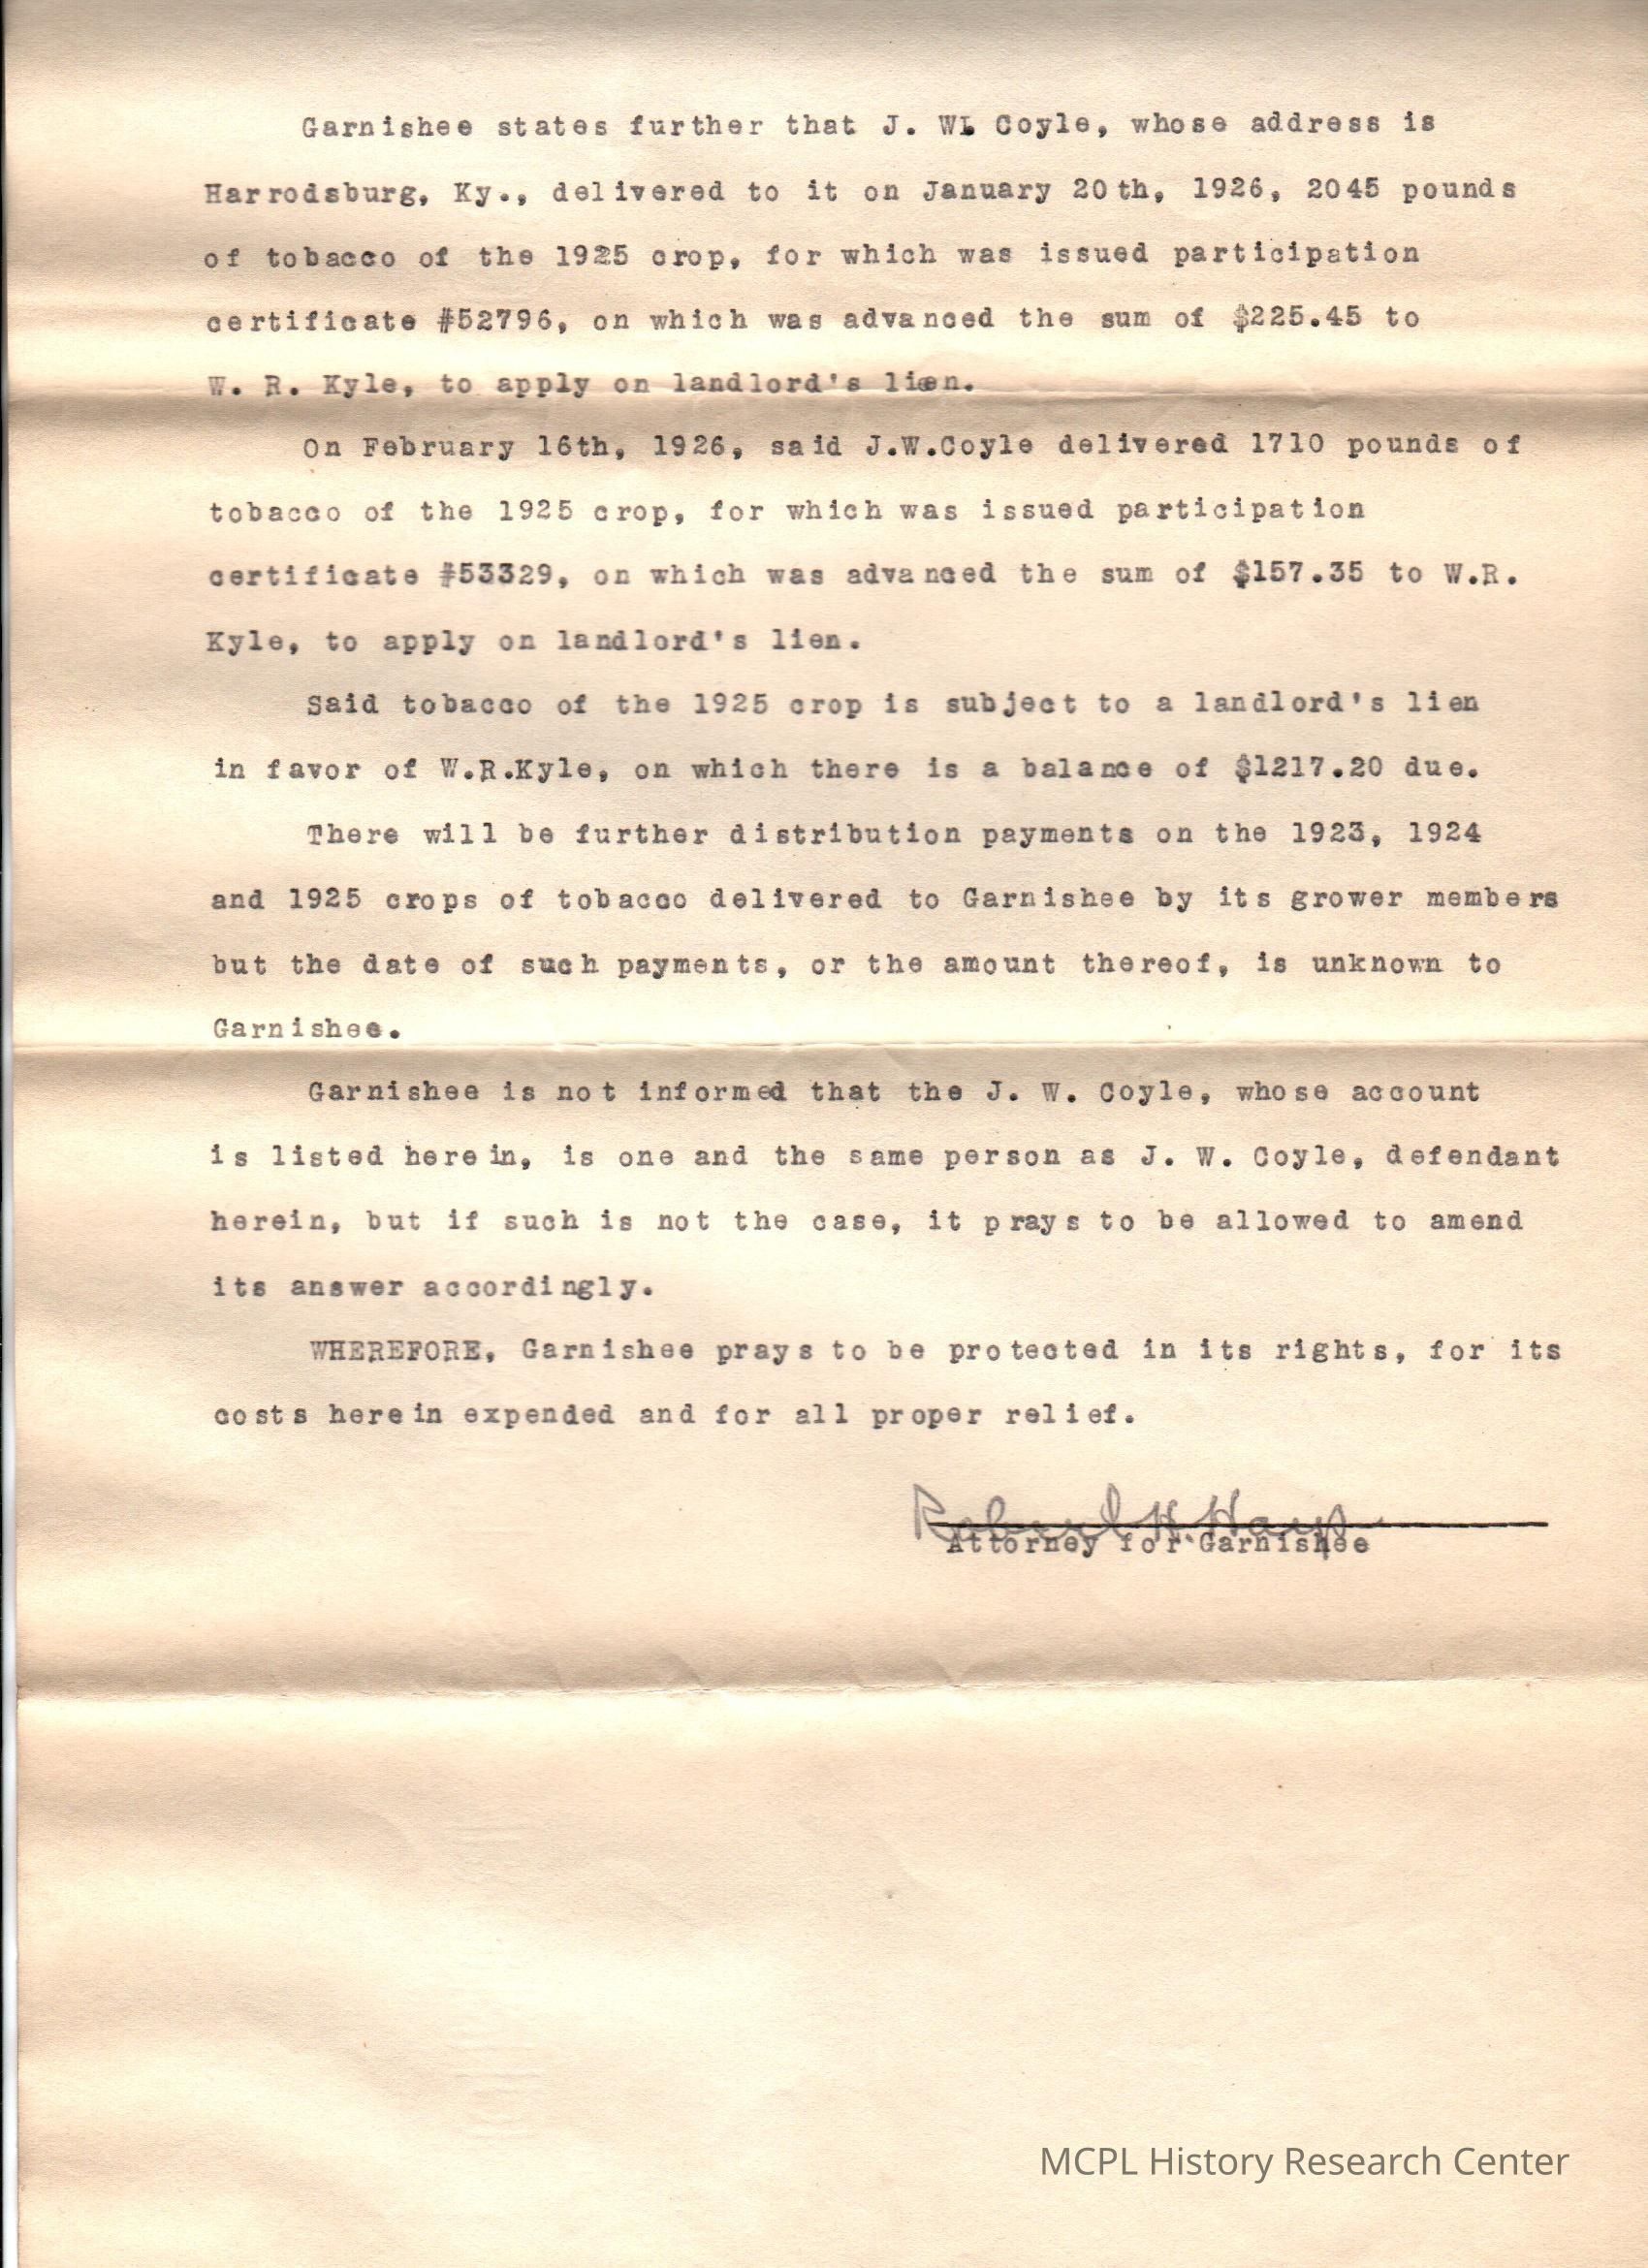 Garnishee states further that J. W. Coyle, whose address is
Harrodsburg, Ky., delivered to it on January 20th, 1926, 2045 pounds
of tobacco of the 1925 crop, for which was issued participation
certificate #52796, on which was advanced the sum of $225.45 to
W. R. Kyle, to apply on landlord's lien.
On February 16th, 1926, said J.W.Coyle delivered 1710 pounds of
tobacco of the 1925 crop, for which was issued participation
certificate #53329, on which was advanced the sum of $157.35 to W.R.
Kyle, to apply on landlord's lien.
Said tobacco of the 1925 crop is subject to a landlord's lien
in favor of W.R.Kyle, on which there is a balance of $1217.20 due.
There will be further distribution payments on the 1923, 1924
and 1925 crops of tobacco delivered to Garnishee by its grower members
but the date of such payments, or the amount thereof, is unknown to
Garnishee.
Garnishee is not informed that the J. W. Coyle, whose account
is listed herein, is one and the same person as J. W. Coyle, defendant
herein, but if such is not the case, it prays to be allowed to amend
its answer accordingly.
WHEREFORE, Garnishee prays to be protected in its rights, for its
costs herein expended and for all proper relief.
H.
Attorney for Garnishee
MCPL History Research Center